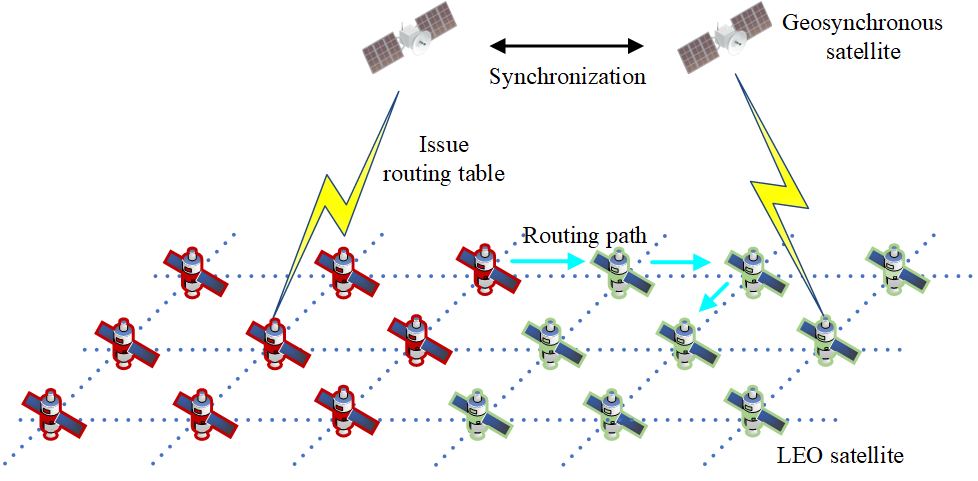 Geosynchronous
satellite
Synchronization
Issue
routing table
Routing path
LEO satellite